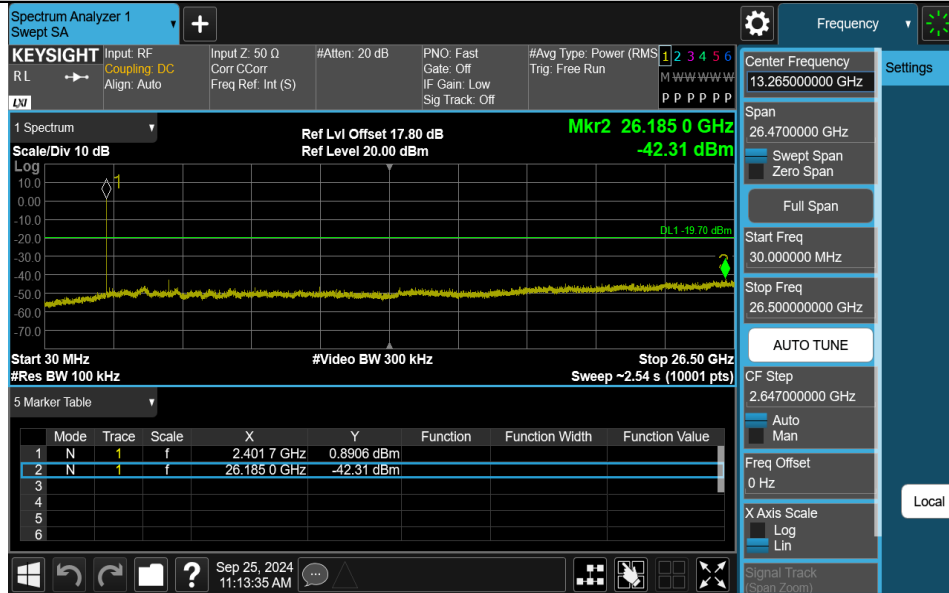 Spectrum Analyzer 1
Swept SA
+
Frequency
KEYSIGHT
RL
LXI
Input: RF
Coupling: DC
Align: Auto
Input Z: 50 Ω
Corr CCorr
Freq Ref: Int (S)
#Atten: 20 dB
PNO: Fast
Gate: Off
IF Gain: Low
Sig Track: Off
#Avg Type: Power (RMS
Trig: Free Run
1 2 3 4 5 6
M W W W W W
P P P P P P
1 Spectrum
Scale/Div 10 dB
Ref Lvl Offset 17.80 dB
Ref Level 20.00 dBm
Mkr2 26.185 0 GHz
-42.31 dBm
Log
10.0
0.00
-10.0
-20.0
-30.0
-40.0
-50.0
-60.0
-70.0
1
DL1 -19.70 dBm
2
Start 30 MHz
#Video BW 300 kHz
Stop 26.50 GHz
#Res BW 100 kHz
Sweep ~2.54 s (10001 pts)
5 Marker Table
Mode Trace Scale X Y Function Function Width Function Value
1 N 1 f 2.401 7 GHz 0.8906 dBm
2 N 1 f 26.185 0 GHz -42.31 dBm
3
4
5
6
?
Sep 25, 2024
11:13:35 AM
Center Frequency
13.265000000 GHz
Span
26.4700000 GHz
Swept Span
Zero Span
Full Span
Start Freq
30.000000 MHz
Stop Freq
26.500000000 GHz
AUTO TUNE
CF Step
2.647000000 GHz
Auto
Man
Freq Offset
0 Hz
X Axis Scale
Log
Lin
Signal Track
(Span Zoom)
Settings
Local